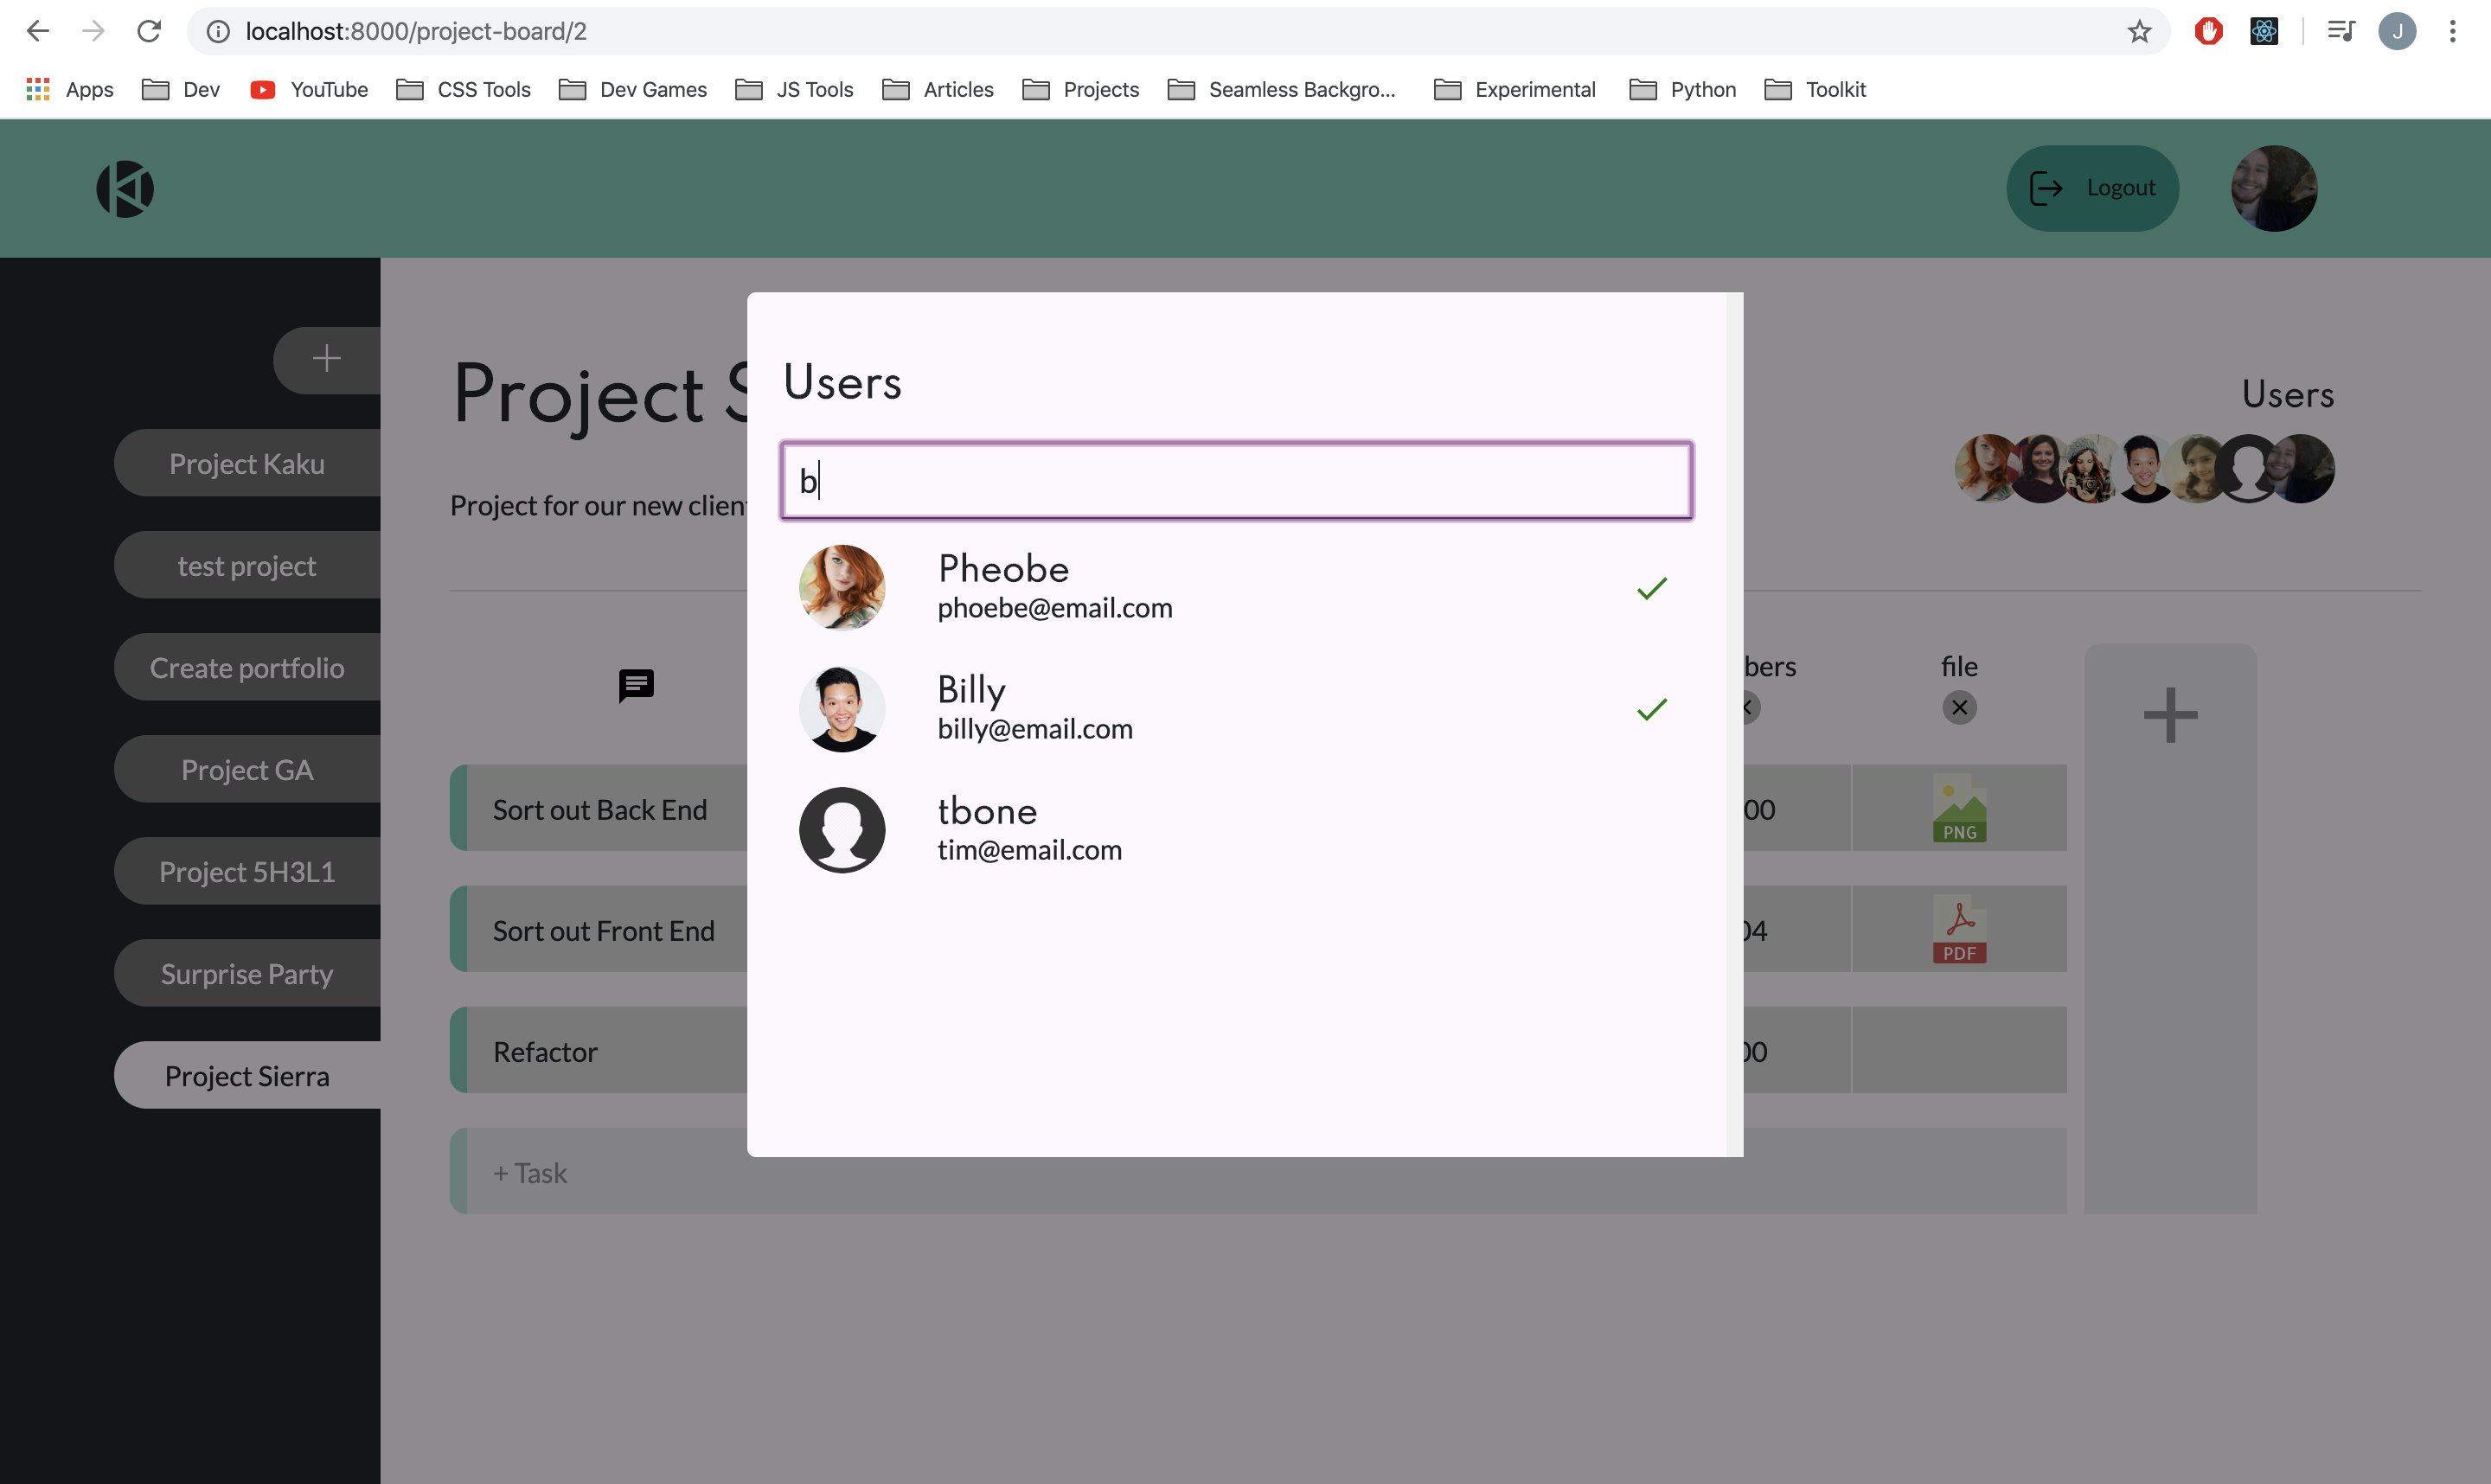 localhost:8000/project-board/2
J
Apps Dev YouTube CSS Tools Dev Games JS Tools Articles Projects Seamless Backgro... Experimental Python Toolkit
Logout
Project Kaku
test project
Create portfolio
Project GA
Project 5H3L1
Surprise Party
Project Sierra
Project S
Project for our new clien
Users
Users
b
Pheobe
phoebe@email.com
Billy
billy@email.com
tbone
tim@email.com
bers file
Sort out Back End 00 PNG
Sort out Front End 04 PDF
Refactor 00
+ Task